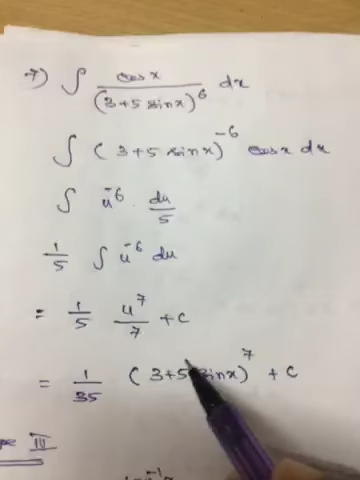 7) ∫ cos x / (3+5 sin x)^6 dx
∫ (3+5 sin x)^-6 cos x dx
∫ u^-6 · du/5
1/5 ∫ u^-6 du
= 1/5 u^7/7 + c
= 1/35 (3+5 sin x)^7 + c
III